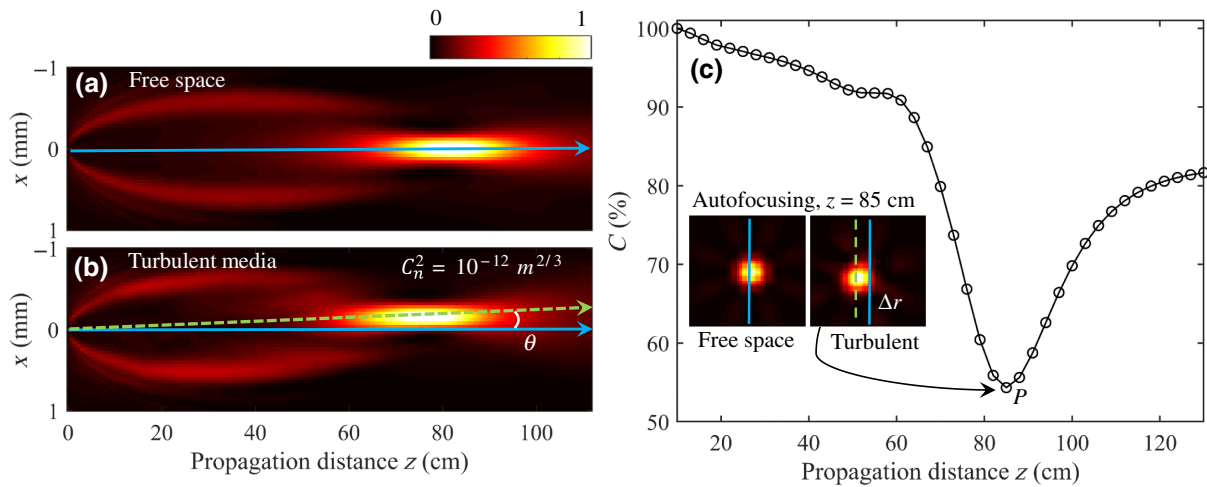 0 1
(a) Free space
−1
0
1
x (mm)
(b) Turbulent media
C_n^2 = 10^{−12} m^{2/3}
θ
−1
0
1
x (mm)
0 20 40 60 80 100
Propagation distance z (cm)
(c)
100
90
80
70
60
50
C (%)
Autofocusing, z = 85 cm
Δr
Free space Turbulent
P
20 40 60 80 100 120
Propagation distance z (cm)